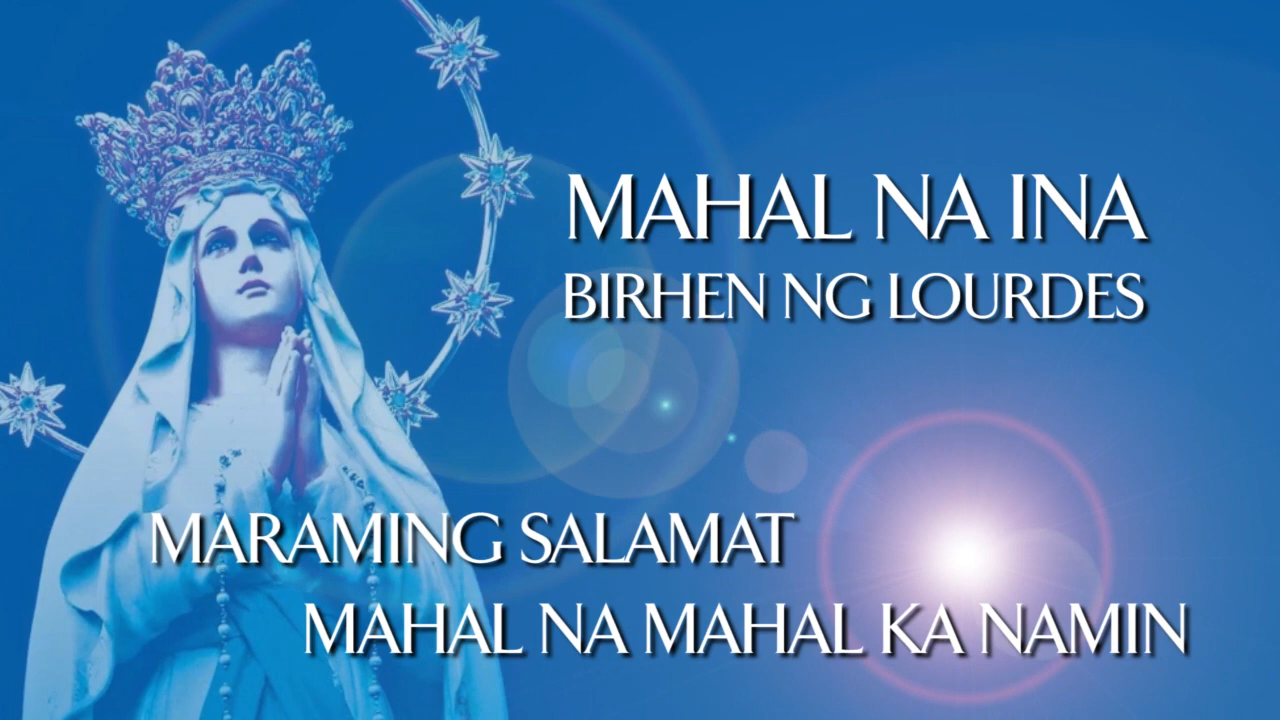 MAHAL NA INA
BIRHEN NG LOURDES
MARAMING SALAMAT
MAHAL NA MAHAL KA NAMIN